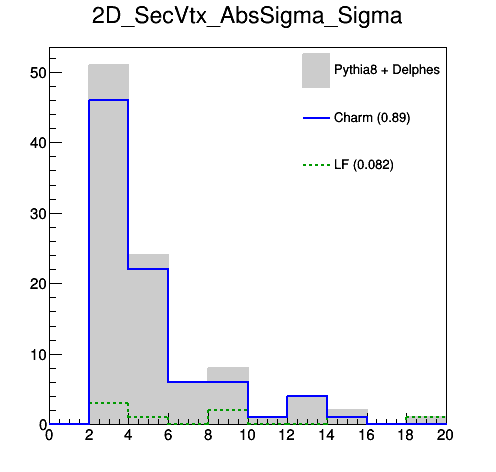 2D_SecVtx_AbsSigma_Sigma
Pythia8 + Delphes
Charm (0.89)
LF (0.082)
50
40
30
20
10
0
0 2 4 6 8 10 12 14 16 18 20